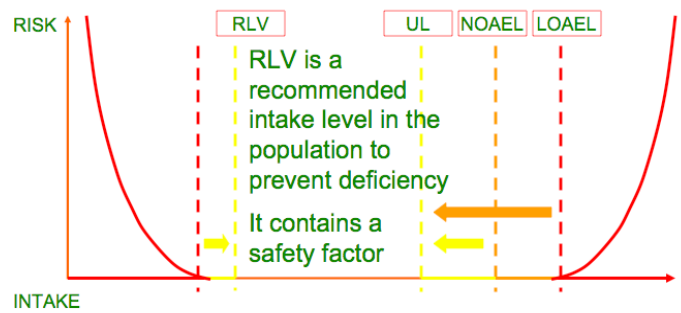 RISK
RLV
UL
NOAEL
LOAEL
RLV is a
recommended
intake level in the
population to
prevent deficiency
It contains a
safety factor
INTAKE